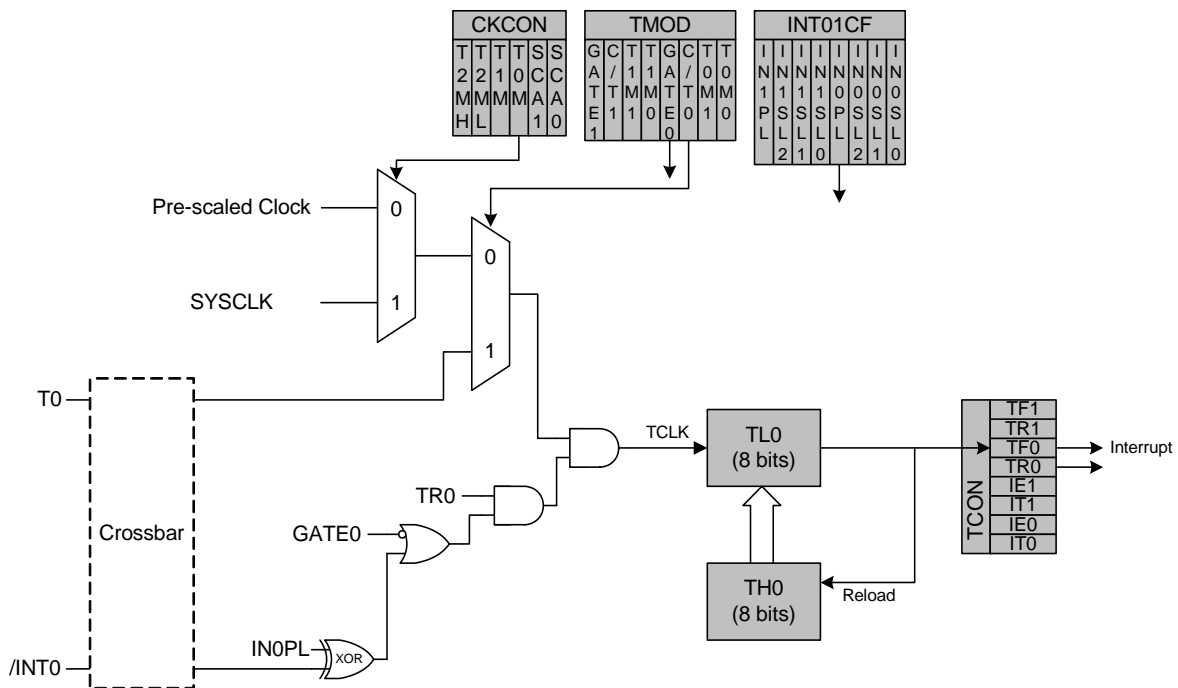 CKCON
T2MH
T2ML
T1M
T0M
SCA1
SCA0
TMOD
GATE1
C/T1
T1M1
T1M0
GATE0
C/T0
T0M1
T0M0
INT01CF
IN1PL
IN1SL2
IN1SL1
IN1SL0
IN0PL
IN0SL2
IN0SL1
IN0SL0
Pre-scaled Clock
0
SYSCLK
1
0
1
T0
Crossbar
/INT0
IN0PL
XOR
GATE0
TR0
TCLK
TL0
(8 bits)
TH0
(8 bits)
Reload
TCON
TF1
TR1
TF0
TR0
IE1
IT1
IE0
IT0
Interrupt